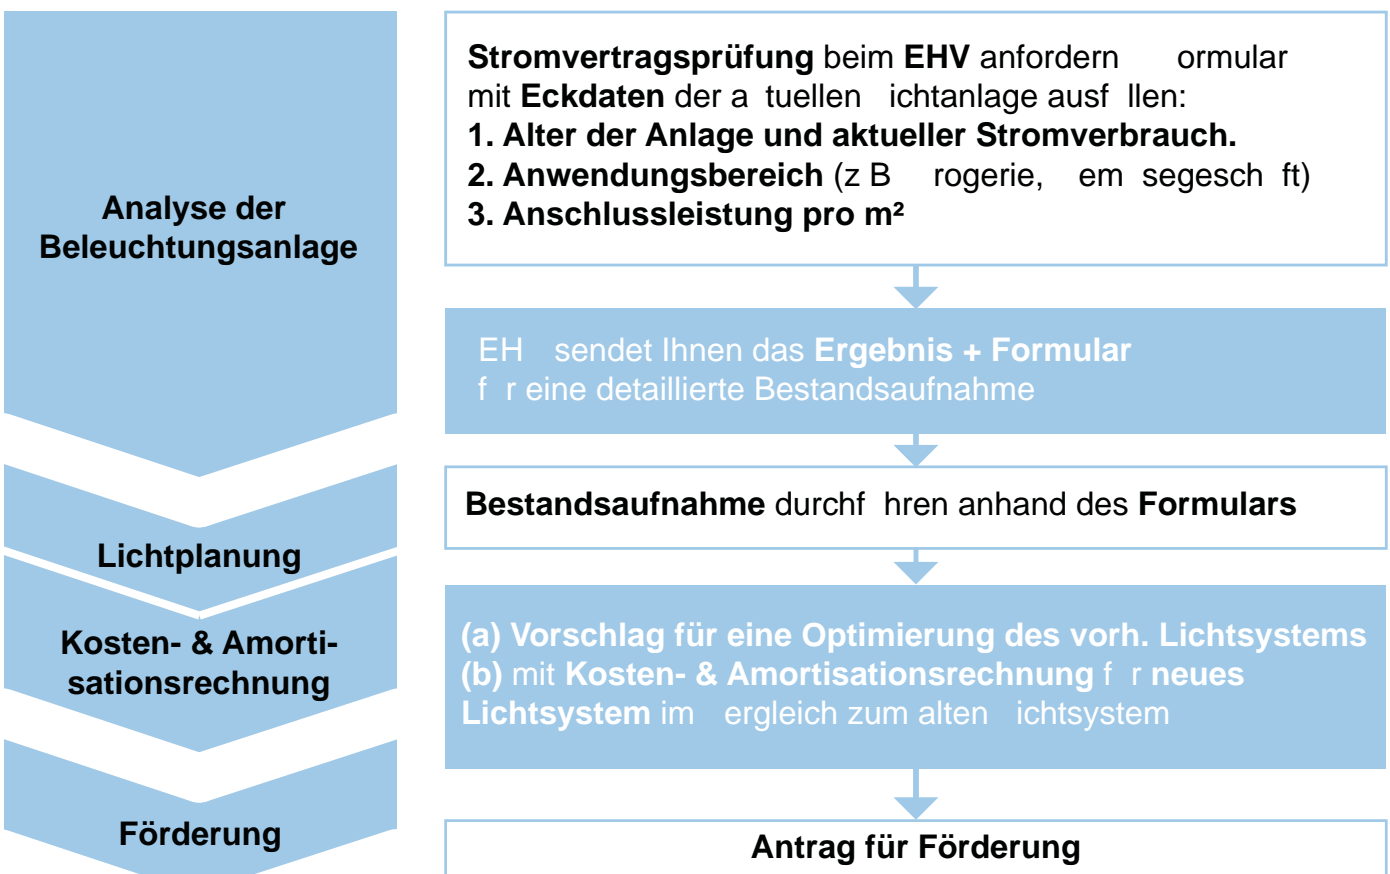 Analyse der
Beleuchtungsanlage
Lichtplanung
Kosten- & Amorti-
sationsrechnung
Förderung
Stromvertragsprüfung beim EHV anfordern ormular
mit Eckdaten der a tuellen ichtanlage ausf llen:
1. Alter der Anlage und aktueller Stromverbrauch.
2. Anwendungsbereich (z B rogerie, em segesch ft)
3. Anschlussleistung pro m²
EH sendet Ihnen das Ergebnis + Formular
f r eine detaillierte Bestandsaufnahme
Bestandsaufnahme durchf hren anhand des Formulars
(a) Vorschlag für eine Optimierung des vorh. Lichtsystems
(b) mit Kosten- & Amortisationsrechnung f r neues
Lichtsystem im ergleich zum alten ichtsystem
Antrag für Förderung